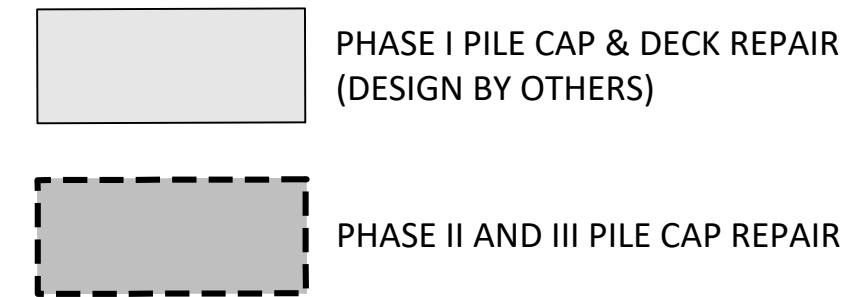 PHASE I PILE CAP & DECK REPAIR
(DESIGN BY OTHERS)
PHASE II AND III PILE CAP REPAIR